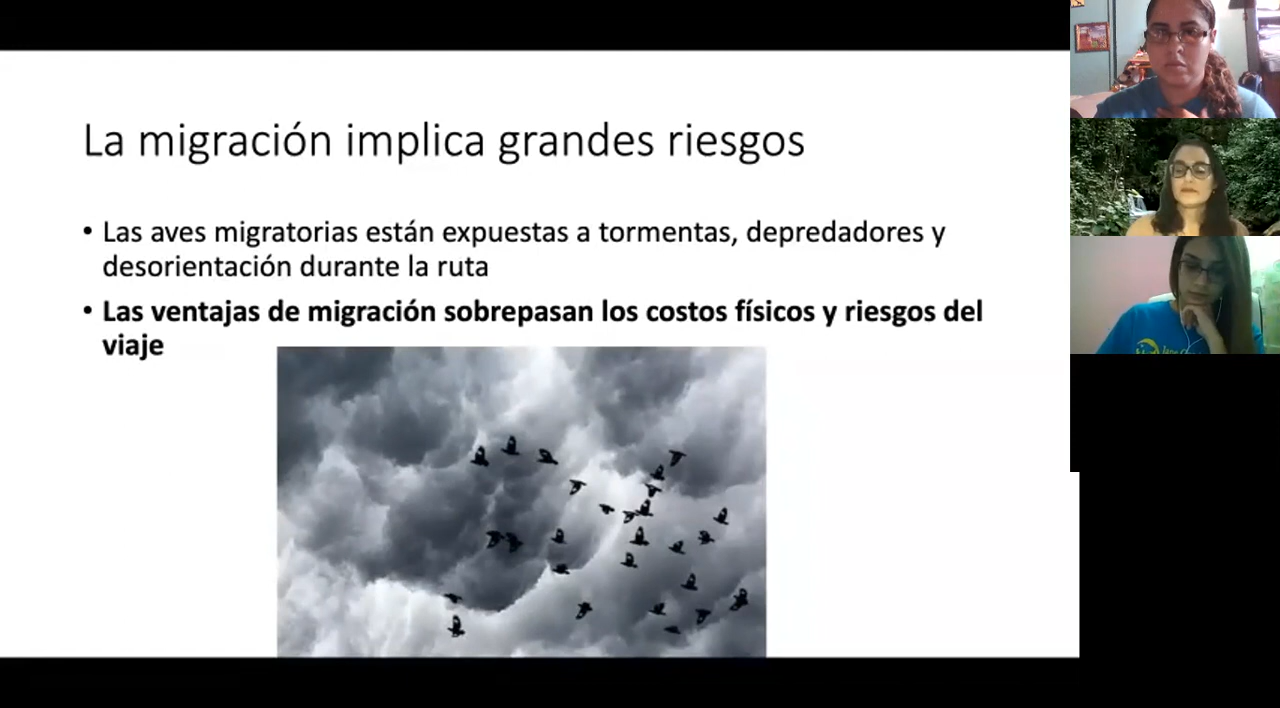 La migración implica grandes riesgos
• Las aves migratorias están expuestas a tormentas, depredadores y
desorientación durante la ruta
• Las ventajas de migración sobrepasan los costos físicos y riesgos del
viaje